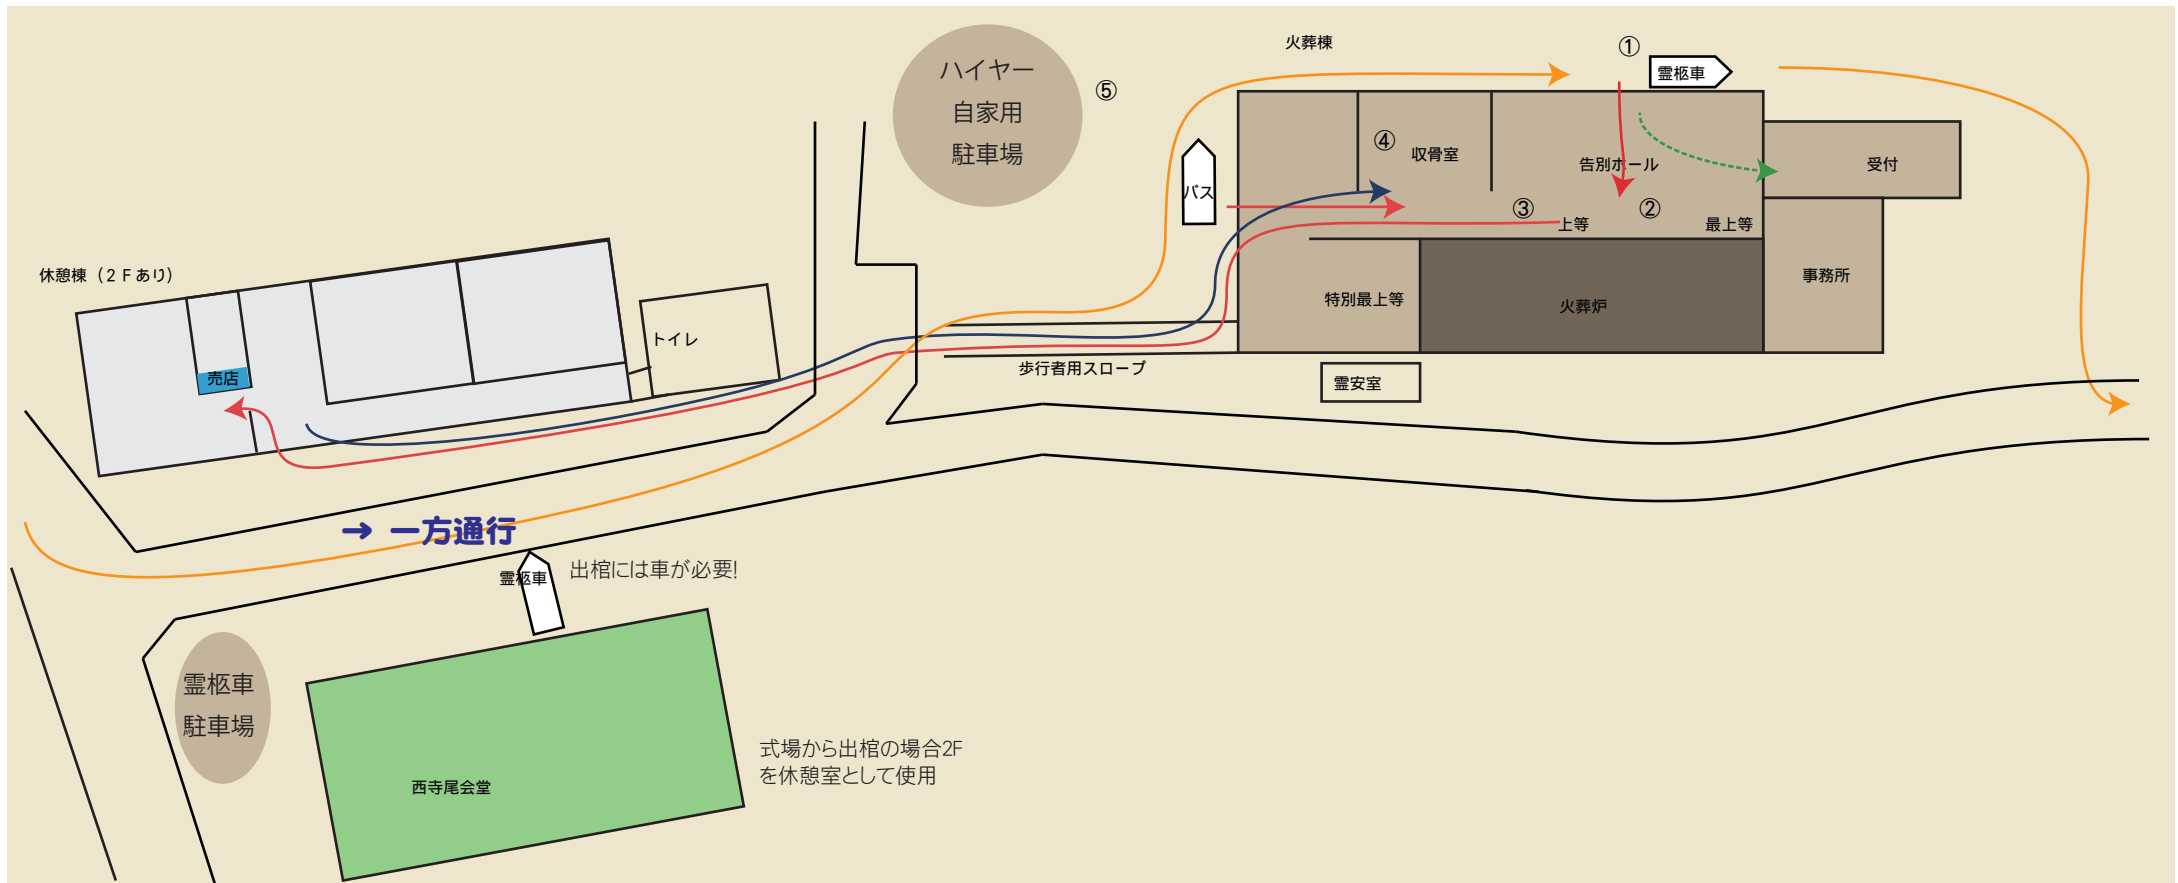 火葬棟
①
霊柩車
ハイヤー
自家用
駐車場
⑤
④
収骨室
告別ホール
受付
バス
③
②
上等
最上等
休憩棟（２Ｆあり）
事務所
特別最上等
火葬炉
トイレ
売店
歩行者用スロープ
霊安室
→ 一方通行
霊柩車
出棺には車が必要!
霊柩車
駐車場
西寺尾会堂
式場から出棺の場合2F
を休憩室として使用